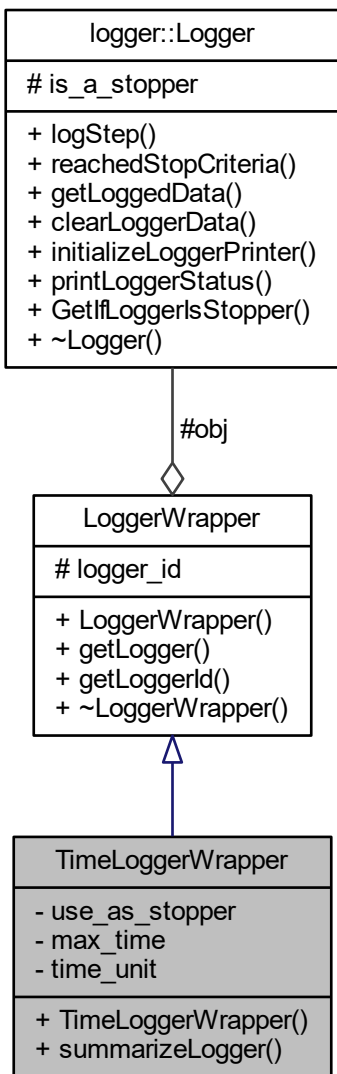 logger::Logger
# is_a_stopper
+ logStep()
+ reachedStopCriteria()
+ getLoggedData()
+ clearLoggerData()
+ initializeLoggerPrinter()
+ printLoggerStatus()
+ GetIfLoggerIsStopper()
+ ~Logger()
#obj
LoggerWrapper
# logger_id
+ LoggerWrapper()
+ getLogger()
+ getLoggerId()
+ ~LoggerWrapper()
TimeLoggerWrapper
- use_as_stopper
- max_time
- time_unit
+ TimeLoggerWrapper()
+ summarizeLogger()